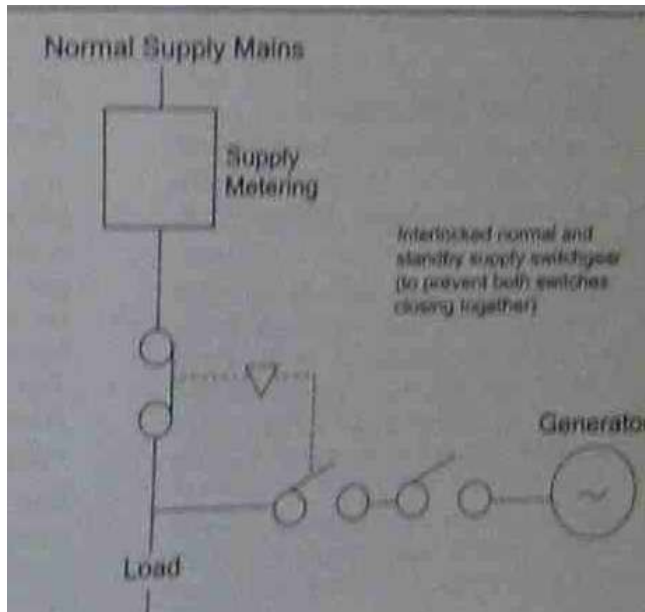 Normal Supply Mains
Supply
Metering
Interlocked normal and
standby supply switchgear
(to prevent both switches
closing together)
Generator
~
Load